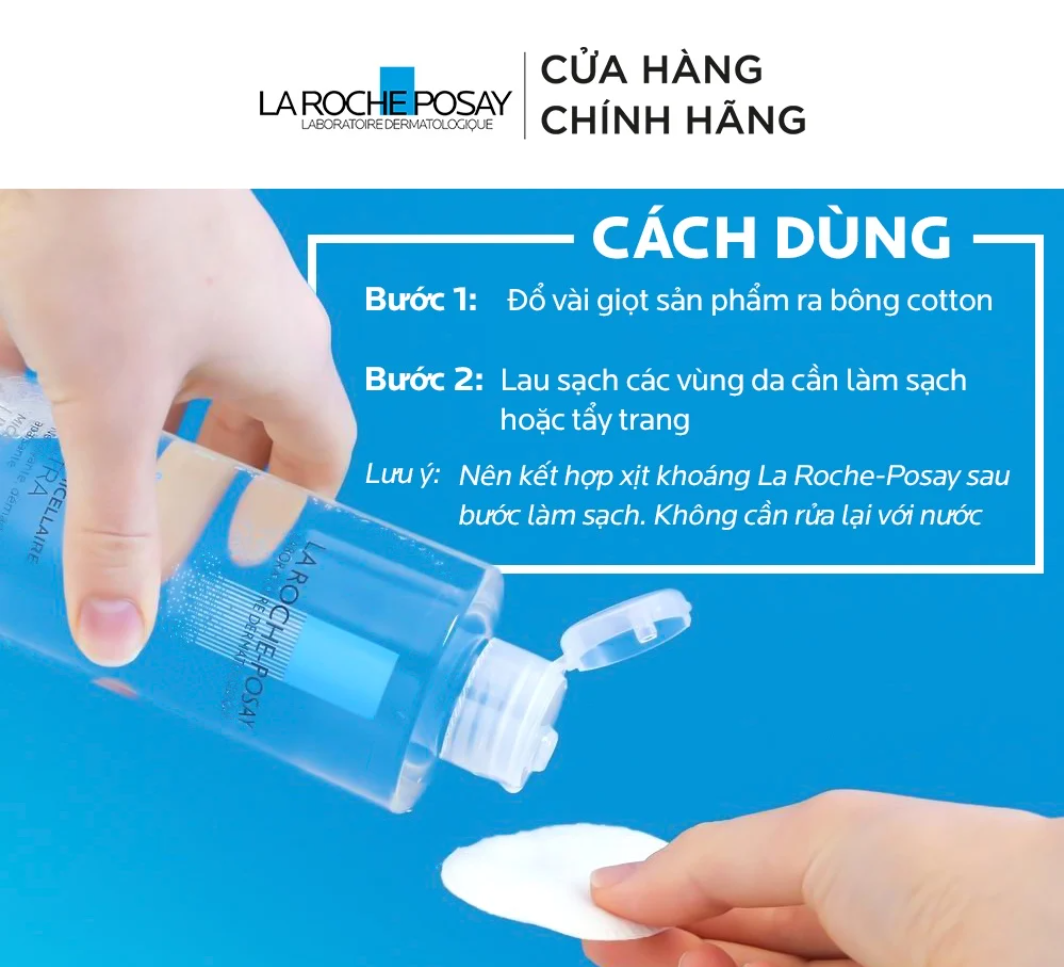 LA ROCHE POSAY
LABORATOIRE DERMATOLOGIQUE
CỬA HÀNG
CHÍNH HÃNG
CÁCH DÙNG
Bước 1: Đổ vài giọt sản phẩm ra bông cotton
Bước 2: Lau sạch các vùng da cần làm sạch
hoặc tẩy trang
Lưu ý: Nên kết hợp xịt khoáng La Roche-Posay sau
bước làm sạch. Không cần rửa lại với nước
LA ROCHE-POSAY